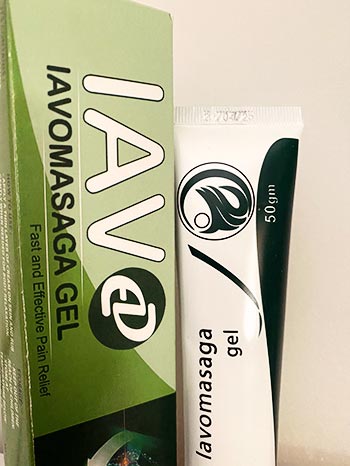 IAV
IAVOMASAGA GEL
Fast and Effective Pain Relief
50gm
Iavomasaga
gel